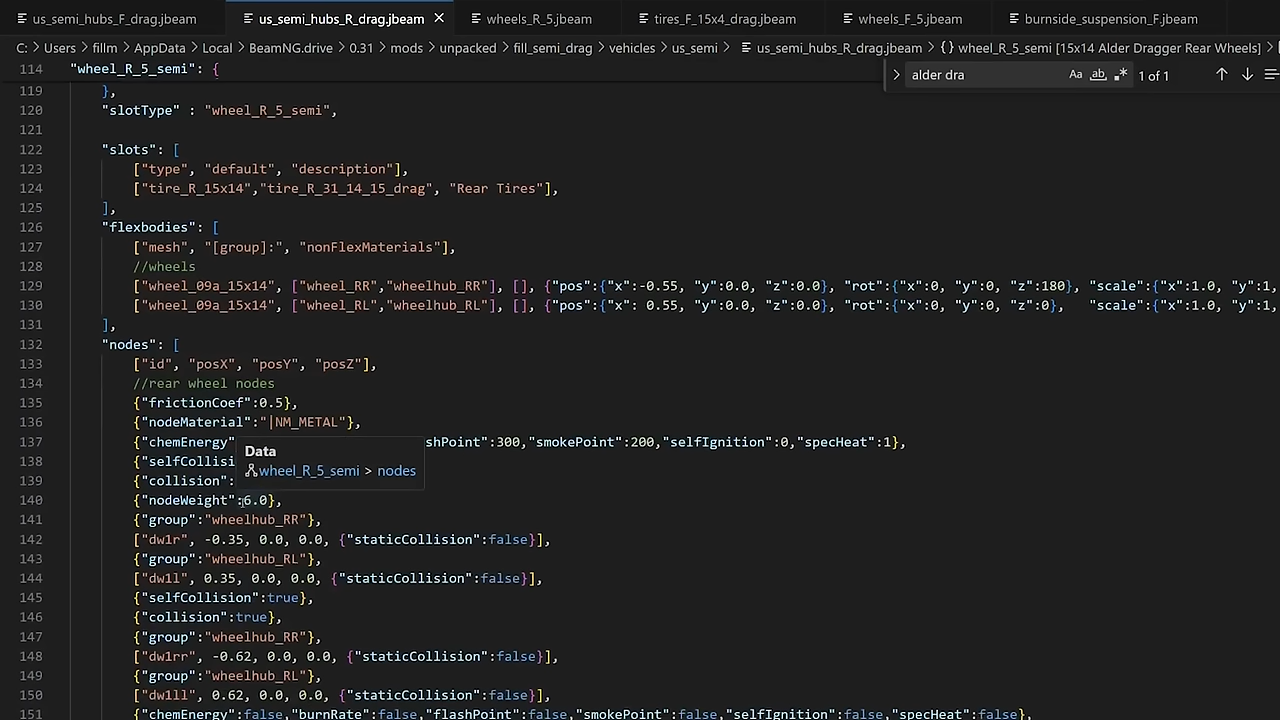 us_semi_hubs_F_drag.jbeam us_semi_hubs_R_drag.jbeam wheels_R_5.jbeam tires_F_15x4_drag.jbeam wheels_F_5.jbeam burnside_suspension_F.jbeam
C: > Users > fillm > AppData > Local > BeamNG.drive > 0.31 > mods > unpacked > fill_semi_drag > vehicles > us_semi > us_semi_hubs_R_drag.jbeam > {} wheel_R_5_semi [15x14 Alder Dragger Rear Wheels] >
114 "wheel_R_5_semi": {
alder dra Aa ab .* 1 of 1
119 },
120 "slotType" : "wheel_R_5_semi",
121
122 "slots": [
123 ["type", "default", "description"],
124 ["tire_R_15x14","tire_R_31_14_15_drag", "Rear Tires"],
125 ],
126 "flexbodies": [
127 ["mesh", "[group]:", "nonFlexMaterials"],
128 //wheels
129 ["wheel_09a_15x14", ["wheel_RR","wheelhub_RR"], [], {"pos":{"x":-0.55, "y":0.0, "z":0.0}, "rot":{"x":0, "y":0, "z":180}, "scale":{"x":1.0, "y":1,
130 ["wheel_09a_15x14", ["wheel_RL","wheelhub_RL"], [], {"pos":{"x": 0.55, "y":0.0, "z":0.0}, "rot":{"x":0, "y":0, "z":0}, "scale":{"x":1.0, "y":1,
131 ],
132 "nodes": [
133 ["id", "posX", "posY", "posZ"],
134 //rear wheel nodes
135 {"frictionCoef":0.5},
136 {"nodeMaterial":"|NM_METAL"},
137 {"chemEnergy" shPoint":300,"smokePoint":200,"selfIgnition":0,"specHeat":1},
Data
138 {"selfCollisi
wheel_R_5_semi > nodes
139 {"collision":
140 {"nodeWeight":6.0},
141 {"group":"wheelhub_RR"},
142 ["dw1r", -0.35, 0.0, 0.0, {"staticCollision":false}],
143 {"group":"wheelhub_RL"},
144 ["dw1l", 0.35, 0.0, 0.0, {"staticCollision":false}],
145 {"selfCollision":true},
146 {"collision":true},
147 {"group":"wheelhub_RR"},
148 ["dw1rr", -0.62, 0.0, 0.0, {"staticCollision":false}],
149 {"group":"wheelhub_RL"},
150 ["dw1ll", 0.62, 0.0, 0.0, {"staticCollision":false}],
151 {"chemEnergy":false,"burnRate":false,"flashPoint":false,"smokePoint":false,"selfIgnition":false,"specHeat":false},